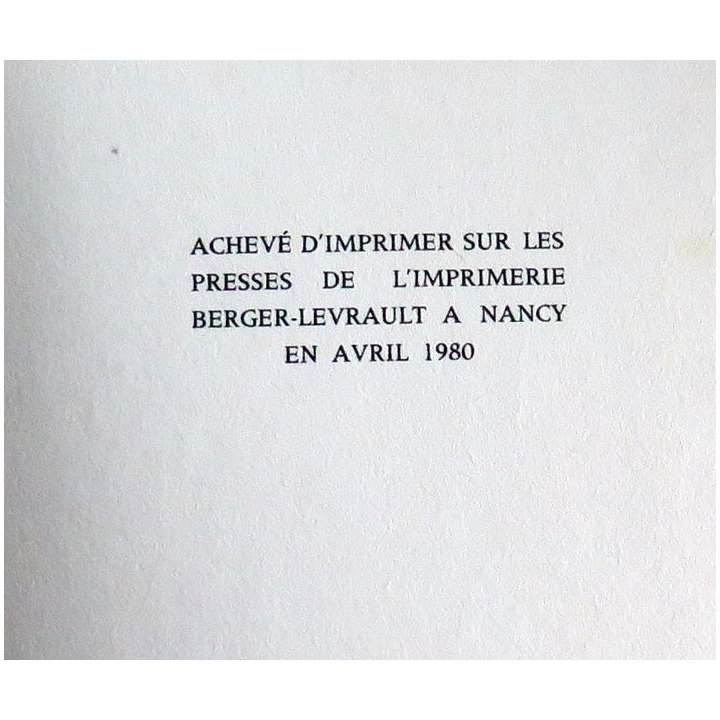 ACHEVÉ D'IMPRIMER SUR LES
PRESSES DE L'IMPRIMERIE
BERGER-LEVRAULT A NANCY
EN AVRIL 1980